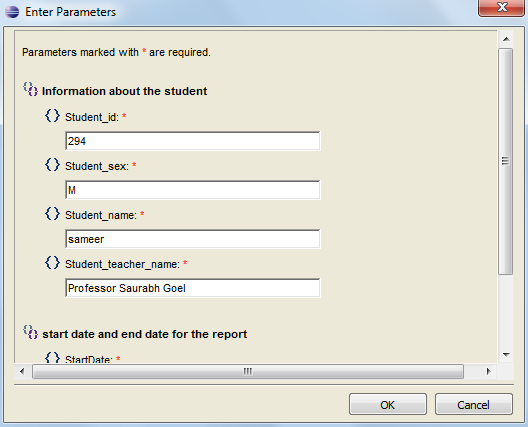 Enter Parameters
Parameters marked with * are required.
Information about the student
Student_id: *
294
Student_sex: *
M
Student_name: *
sameer
Student_teacher_name: *
Professor Saurabh Goel
start date and end date for the report
StartDate: *
OK Cancel